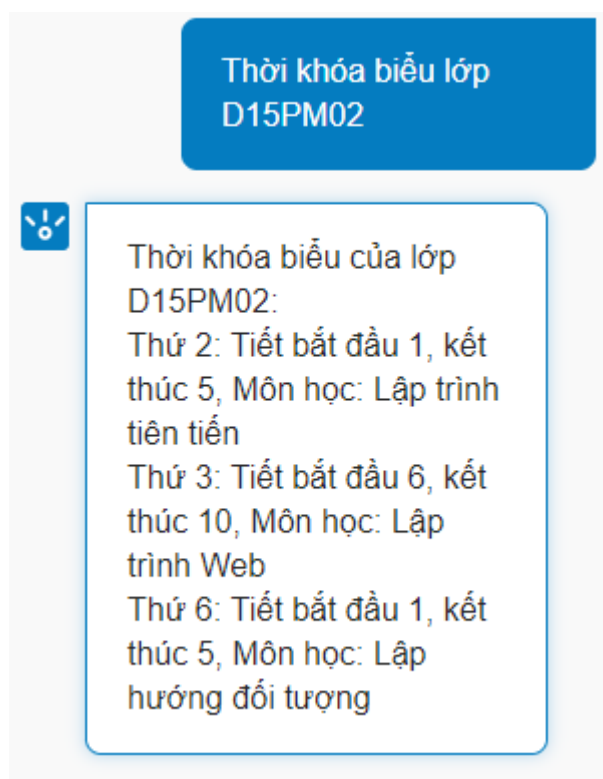 Thời khóa biểu lớp
D15PM02
Thời khóa biểu của lớp
D15PM02:
Thứ 2: Tiết bắt đầu 1, kết
thúc 5, Môn học: Lập trình
tiên tiến
Thứ 3: Tiết bắt đầu 6, kết
thúc 10, Môn học: Lập
trình Web
Thứ 6: Tiết bắt đầu 1, kết
thúc 5, Môn học: Lập
hướng đối tượng